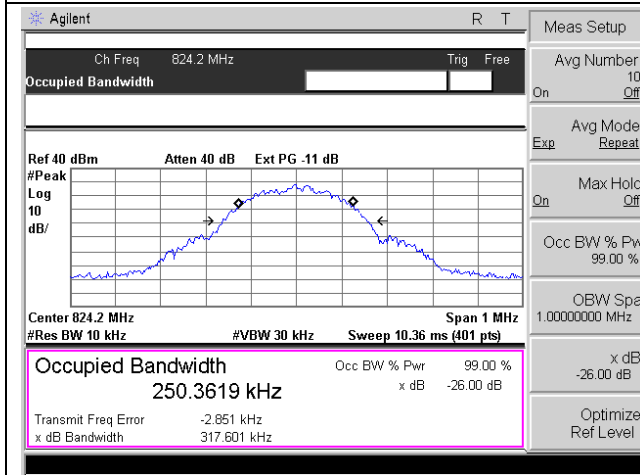 Agilent R T
Ch Freq 824.2 MHz Trig Free
Occupied Bandwidth
Ref 40 dBm Atten 40 dB Ext PG -11 dB
#Peak
Log
10
dB/
Center 824.2 MHz Span 1 MHz
#Res BW 10 kHz #VBW 30 kHz Sweep 10.36 ms (401 pts)
Occupied Bandwidth Occ BW % Pwr 99.00 %
250.3619 kHz x dB -26.00 dB
Transmit Freq Error -2.851 kHz
x dB Bandwidth 317.601 kHz
Meas Setup
Avg Number
10
On Off
Avg Mode
Exp Repeat
Max Hold
On Off
Occ BW % Pw
99.00 %
OBW Spa
1.00000000 MHz
x dB
-26.00 dB
Optimize
Ref Level